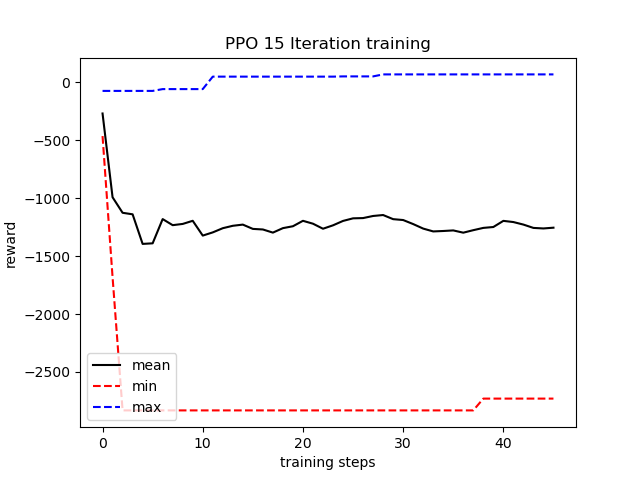 PPO 15 Iteration training
0
−500
−1000
−1500
−2000
−2500
reward
mean
min
max
0
10
20
30
40
training steps